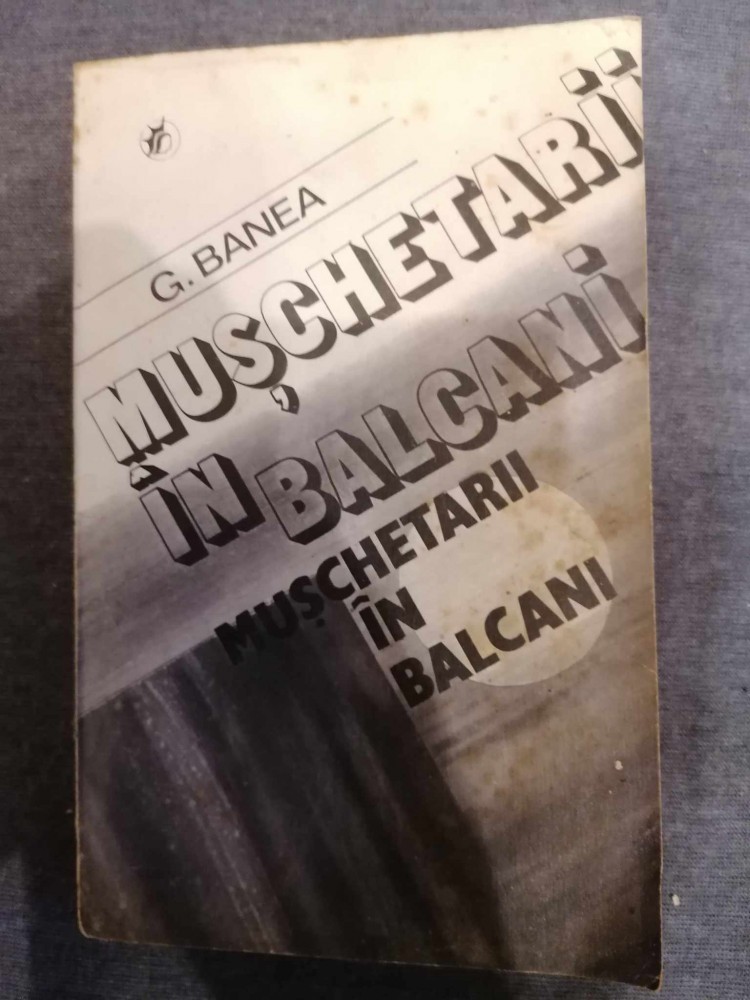 G. BANEA
MUȘCHETARII
ÎN BALCANI
MUȘCHETARII
ÎN
BALCANI